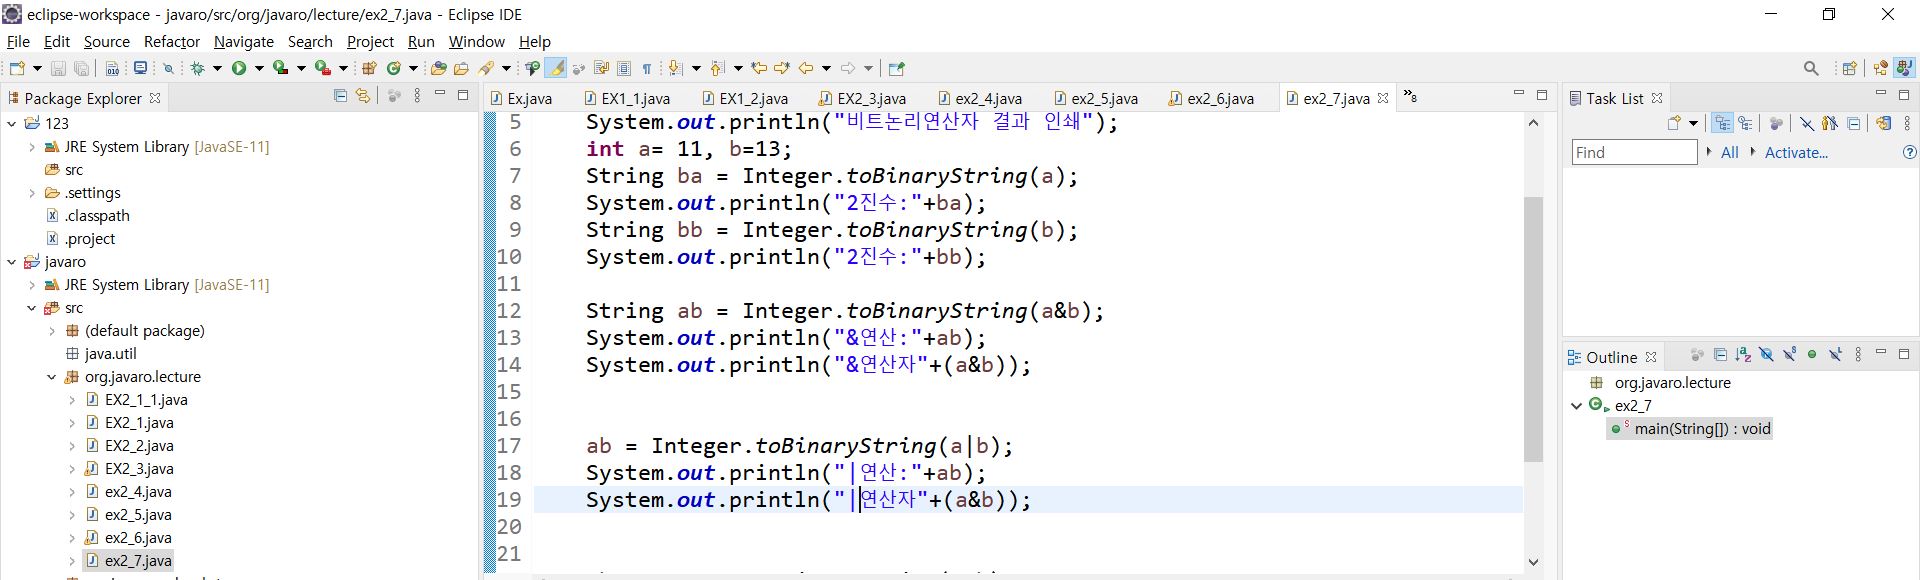 eclipse-workspace - javaro/src/org/javaro/lecture/ex2_7.java - Eclipse IDE
File Edit Source Refactor Navigate Search Project Run Window Help
Package Explorer
123
JRE System Library [JavaSE-11]
src
.settings
.classpath
.project
javaro
JRE System Library [JavaSE-11]
src
(default package)
java.util
org.javaro.lecture
EX2_1_1.java
EX2_1.java
EX2_2.java
EX2_3.java
ex2_4.java
ex2_5.java
ex2_6.java
ex2_7.java
Ex.java EX1_1.java EX1_2.java EX2_3.java ex2_4.java ex2_5.java ex2_6.java ex2_7.java »8
5 System.out.println("비트논리연산자 결과 인쇄");
6 int a= 11, b=13;
7 String ba = Integer.toBinaryString(a);
8 System.out.println("2진수:"+ba);
9 String bb = Integer.toBinaryString(b);
10 System.out.println("2진수:"+bb);
11
12 String ab = Integer.toBinaryString(a&b);
13 System.out.println("&연산:"+ab);
14 System.out.println("&연산자"+(a&b));
15
16
17 ab = Integer.toBinaryString(a|b);
18 System.out.println("|연산:"+ab);
19 System.out.println("|연산자"+(a&b));
20
21
Task List
Find All Activate...
Outline
org.javaro.lecture
ex2_7
main(String[]) : void